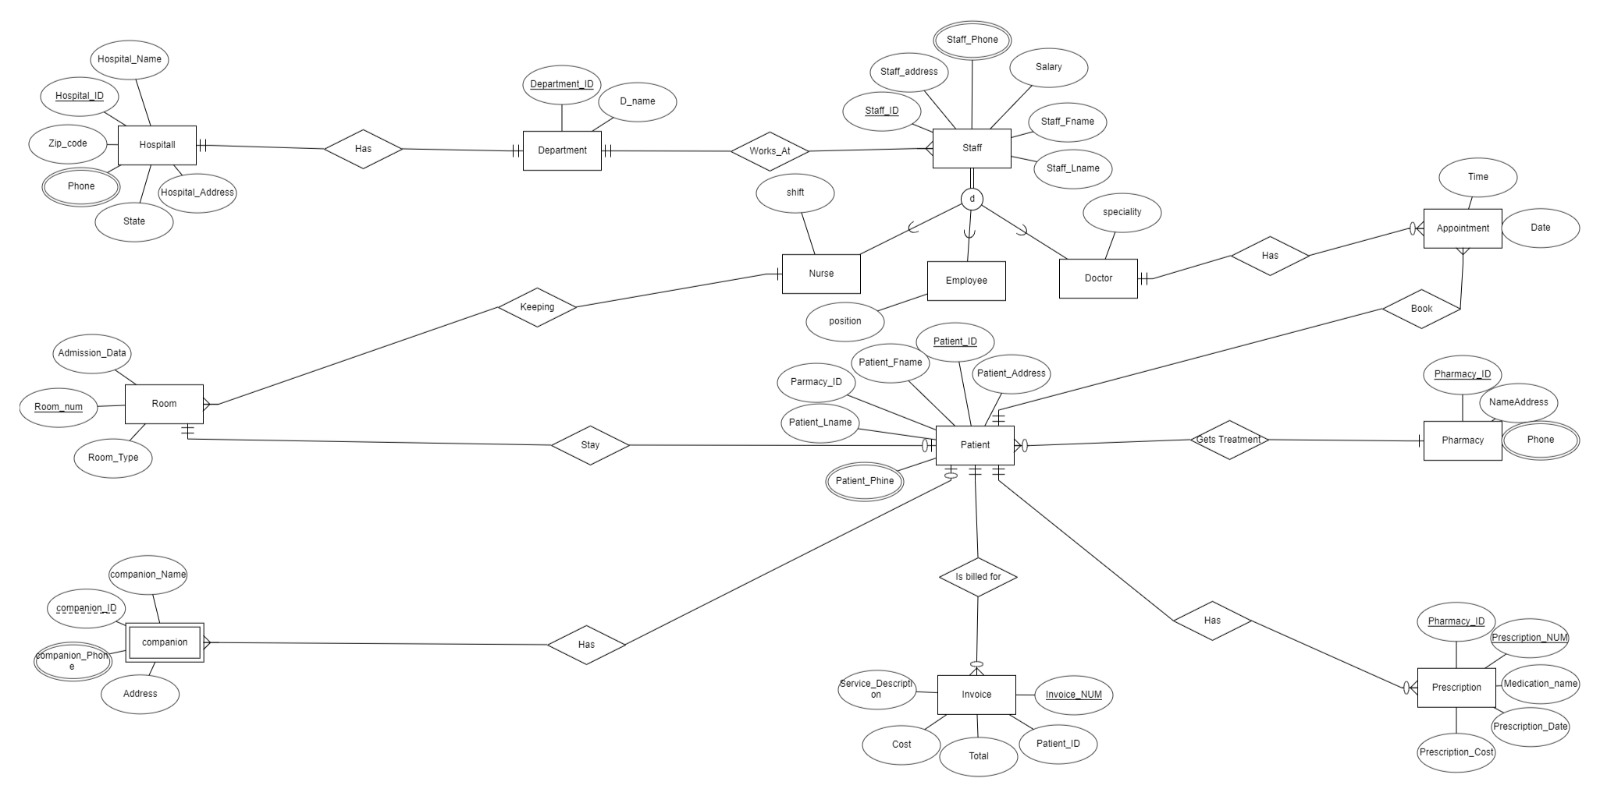 Hospital_Name
Hospital_ID
Zip_code
Hospitall
Phone
Hospital_Address
State
Has
Department_ID
D_name
Department
Works_At
Staff_Phone
Staff_address
Salary
Staff_ID
Staff_Fname
Staff
Staff_Lname
d
shift
speciality
Nurse
Employee
Doctor
position
Has
Time
Appointment
Date
Book
Keeping
Admission_Data
Room_num
Room
Room_Type
Stay
Patient_ID
Patient_Fname
Patient_Address
Parmacy_ID
Patient_Lname
Patient
Patient_Phine
Gets Treatment
Pharmacy_ID
NameAddress
Pharmacy
Phone
companion_Name
companion_ID
companion
companion_Phon
e
Address
Has
Is billed for
Has
Service_Descripti
on
Invoice
Invoice_NUM
Cost
Total
Patient_ID
Pharmacy_ID
Prescription_NUM
Prescription
Medication_name
Prescription_Date
Prescription_Cost